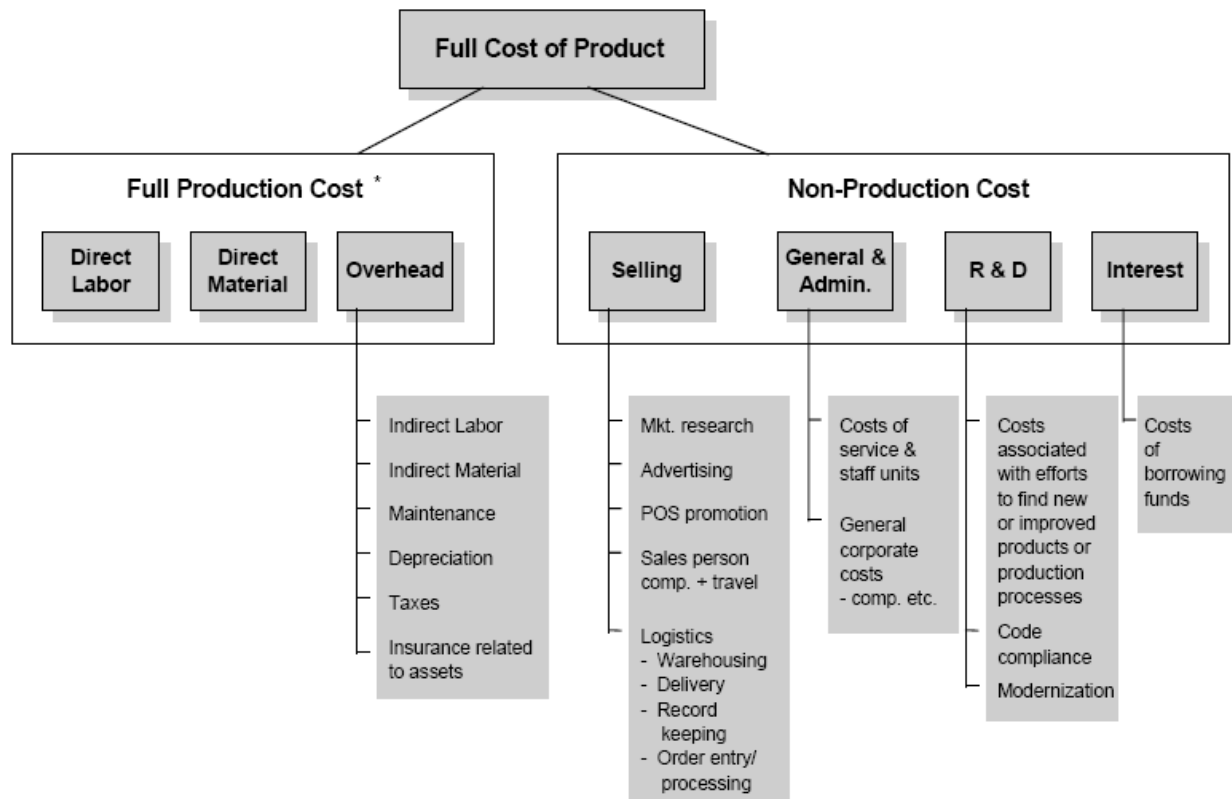 Full Cost of Product
Full Production Cost *
Direct
Labor
Direct
Material
Overhead
Indirect Labor
Indirect Material
Maintenance
Depreciation
Taxes
Insurance related
to assets
Non-Production Cost
Selling
General &
Admin.
R & D
Interest
Mkt. research
Advertising
POS promotion
Sales person
comp. + travel
Logistics
- Warehousing
- Delivery
- Record
keeping
- Order entry/
processing
Costs of
service &
staff units
General
corporate
costs
- comp. etc.
Costs
associated
with efforts
to find new
or improved
products or
production
processes
Code
compliance
Modernization
Costs
of
borrowing
funds